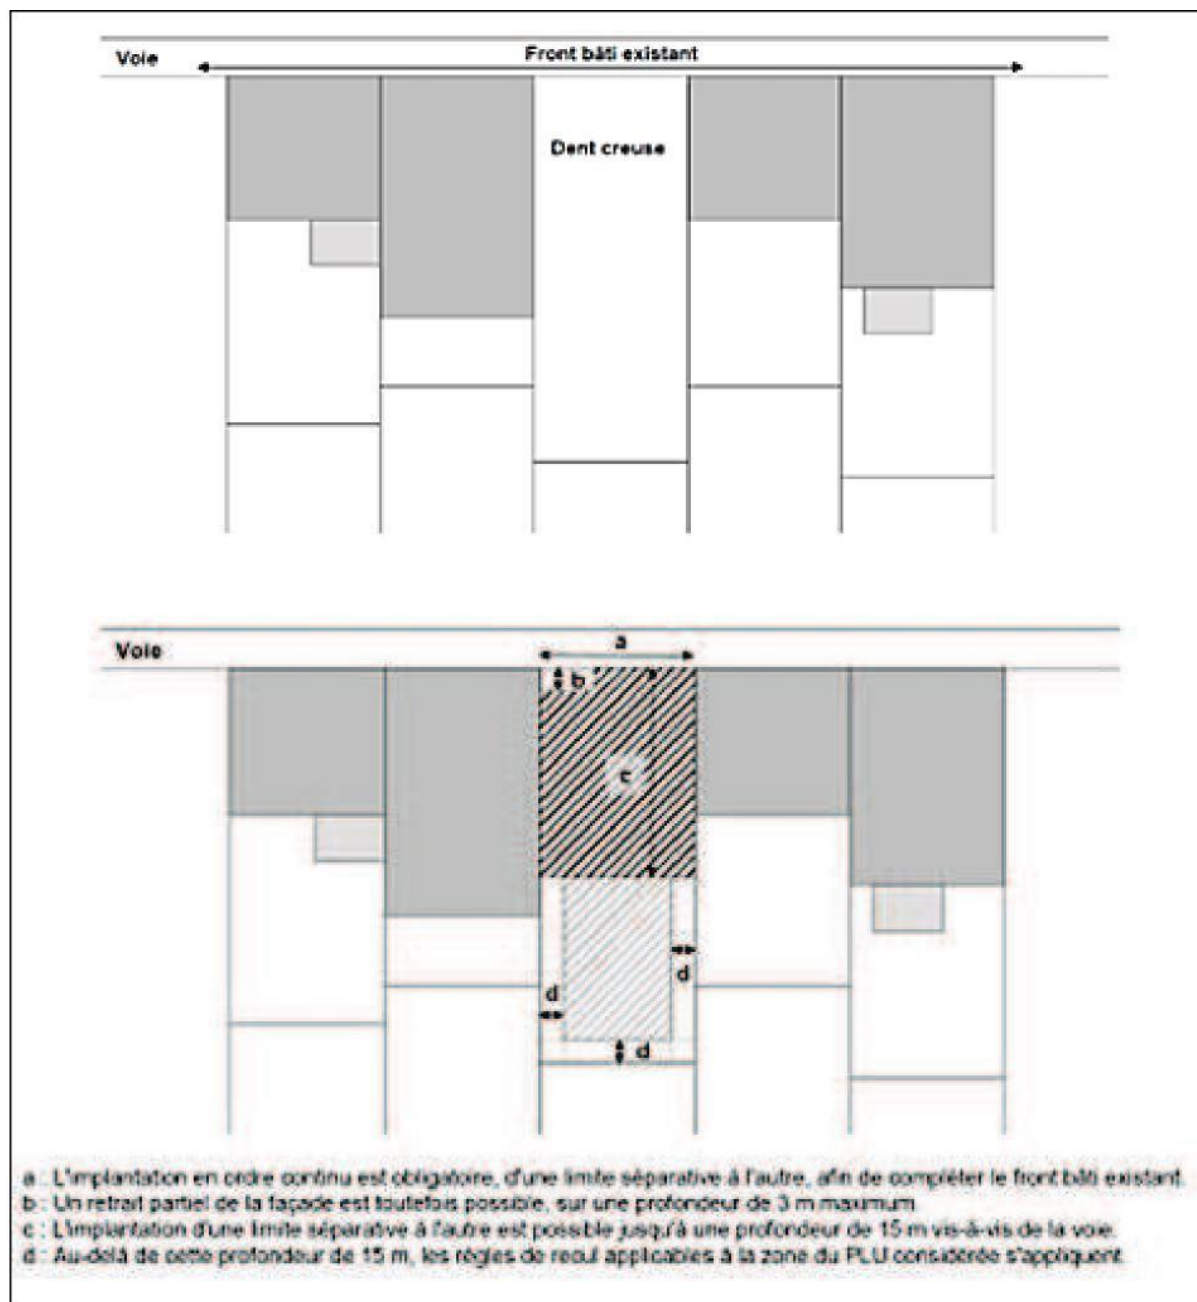 Voie
Front bâti existant
Dent creuse
Voie
a
b
c
d
d
d
a : L'implantation en ordre continu est obligatoire, d'une limite séparative à l'autre, afin de compléter le front bâti existant.
b : Un retrait partiel de la façade est toutefois possible, sur une profondeur de 3 m maximum.
c : L'implantation d'une limite séparative à l'autre est possible jusqu'à une profondeur de 15 m vis-à-vis de la voie.
d : Au-delà de cette profondeur de 15 m, les règles de recul applicables à la zone du PLU considérée s'appliquent.